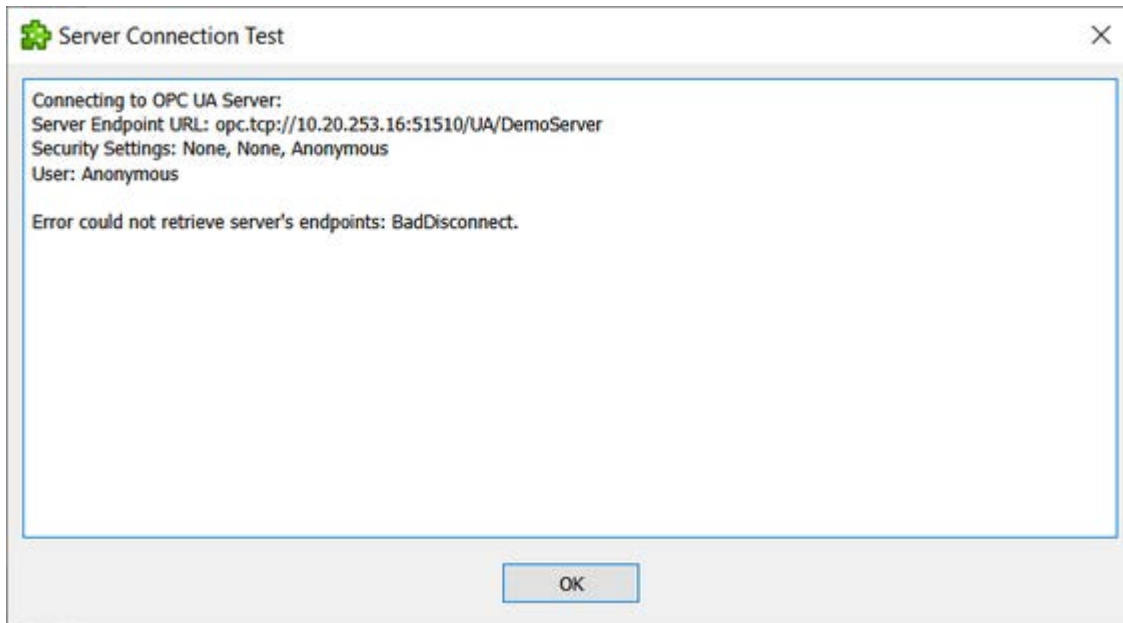 Server Connection Test
Connecting to OPC UA Server:
Server Endpoint URL: opc.tcp://10.20.253.16:51510/UA/DemoServer
Security Settings: None, None, Anonymous
User: Anonymous
Error could not retrieve server's endpoints: BadDisconnect.
OK